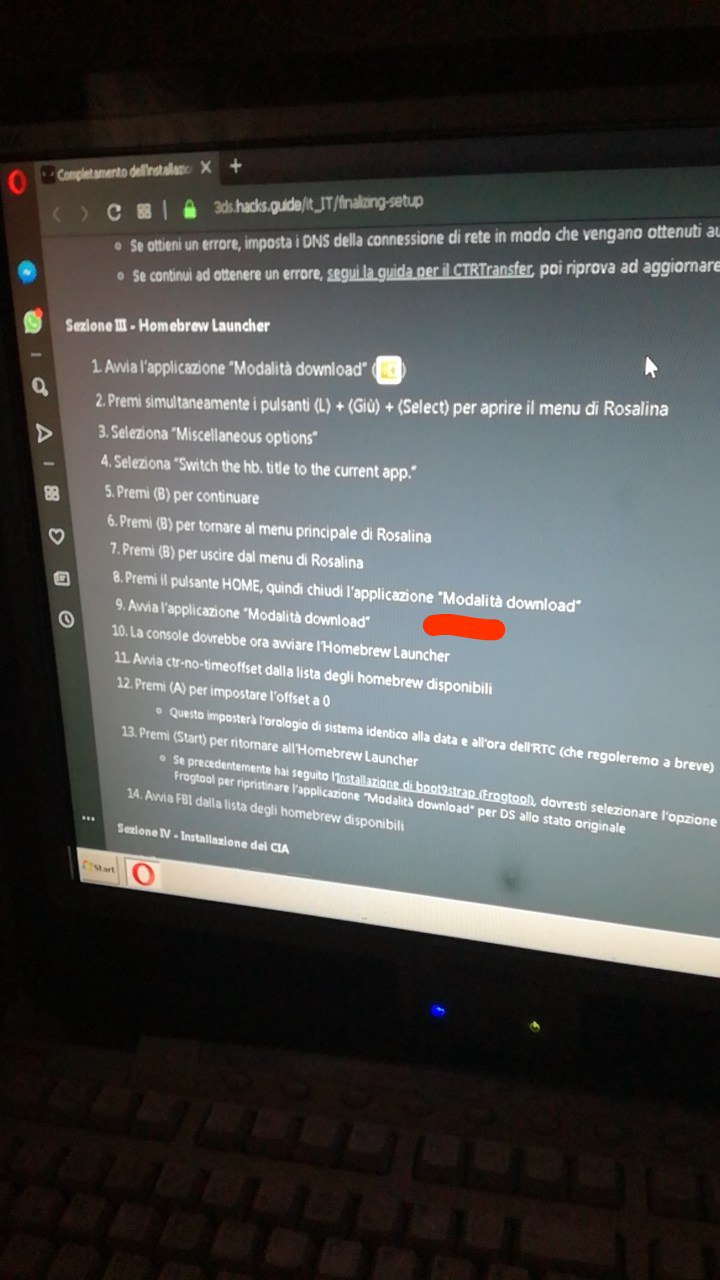 Completamento dell'installazio
3ds.hacks.guide/it_IT/finalizing-setup
Se ottieni un errore, imposta i DNS della connessione di rete in modo che vengano ottenuti au
Se continui ad ottenere un errore, segui la guida per il CTRTransfer, poi riprova ad aggiornare
Sezione III - Homebrew Launcher
1. Avvia l'applicazione "Modalità download" ( )
2. Premi simultaneamente i pulsanti (L) + (Giù) + (Select) per aprire il menu di Rosalina
3. Seleziona "Miscellaneous options"
4. Seleziona "Switch the hb. title to the current app."
5. Premi (B) per continuare
6. Premi (B) per tornare al menu principale di Rosalina
7. Premi (B) per uscire dal menu di Rosalina
8. Premi il pulsante HOME, quindi chiudi l'applicazione "Modalità download"
9. Avvia l'applicazione "Modalità download"
10. La console dovrebbe ora avviare l'Homebrew Launcher
11. Avvia ctr-no-timeoffset dalla lista degli homebrew disponibili
12. Premi (A) per impostare l'offset a 0
Questo imposterà l'orologio di sistema identico alla data e all'ora dell'RTC (che regoleremo a breve)
13. Premi (Start) per ritornare all'Homebrew Launcher
Se precedentemente hai seguito l'Installazione di boot9strap (Frogtool), dovresti selezionare l'opzione
Frogtool per ripristinare l'applicazione "Modalità download" per DS allo stato originale
14. Avvia FBI dalla lista degli homebrew disponibili
Sezione IV - Installazione dei CIA
Start